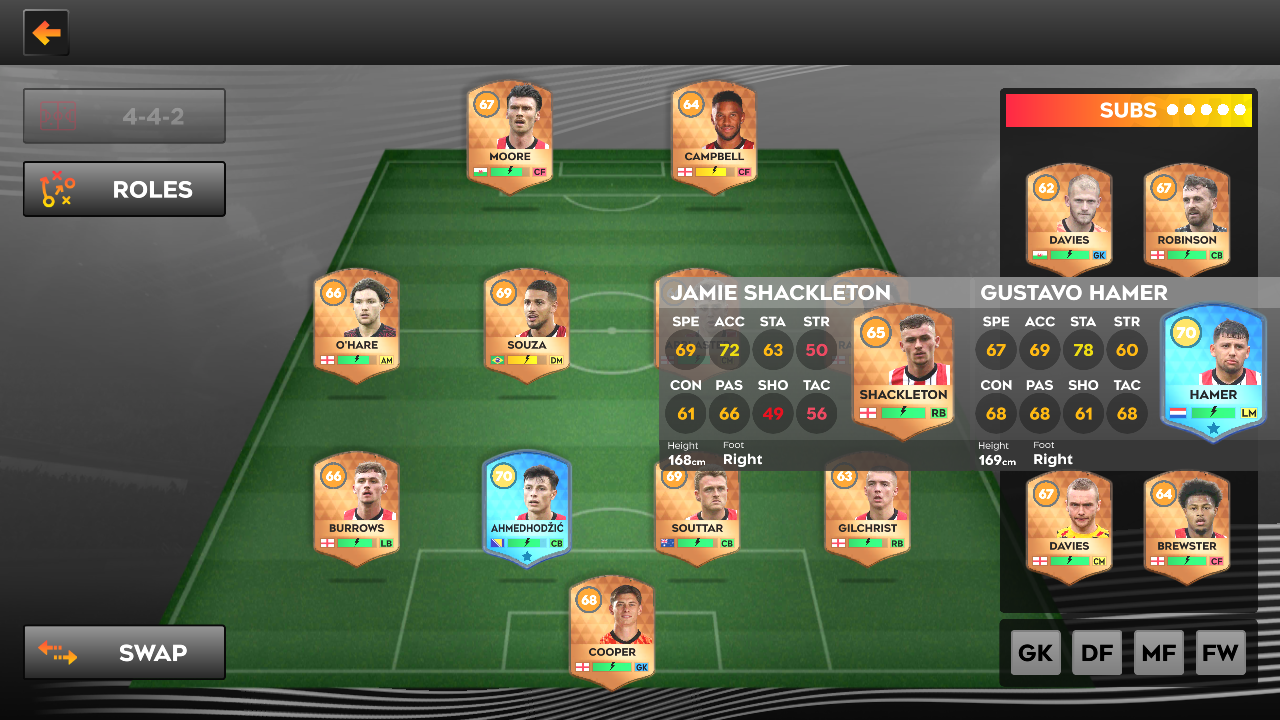 4-4-2
ROLES
67
MOORE
CF
64
CAMPBELL
CF
SUBS
62
DAVIES
GK
67
ROBINSON
CB
66
O'HARE
AM
69
SOUZA
DM
JAMIE SHACKLETON
SPE ACC STA STR
69 72 63 50
CON PAS SHO TAC
61 66 49 56
Height Foot
168cm Right
65
SHACKLETON
RB
GUSTAVO HAMER
SPE ACC STA STR
67 69 78 60
CON PAS SHO TAC
68 68 61 68
Height Foot
169cm Right
70
HAMER
LM
66
BURROWS
LB
70
AHMEDHODŽIĆ
CB
69
SOUTTAR
CB
63
GILCHRIST
RB
67
DAVIES
CM
64
BREWSTER
CF
68
COOPER
GK
SWAP
GK DF MF FW